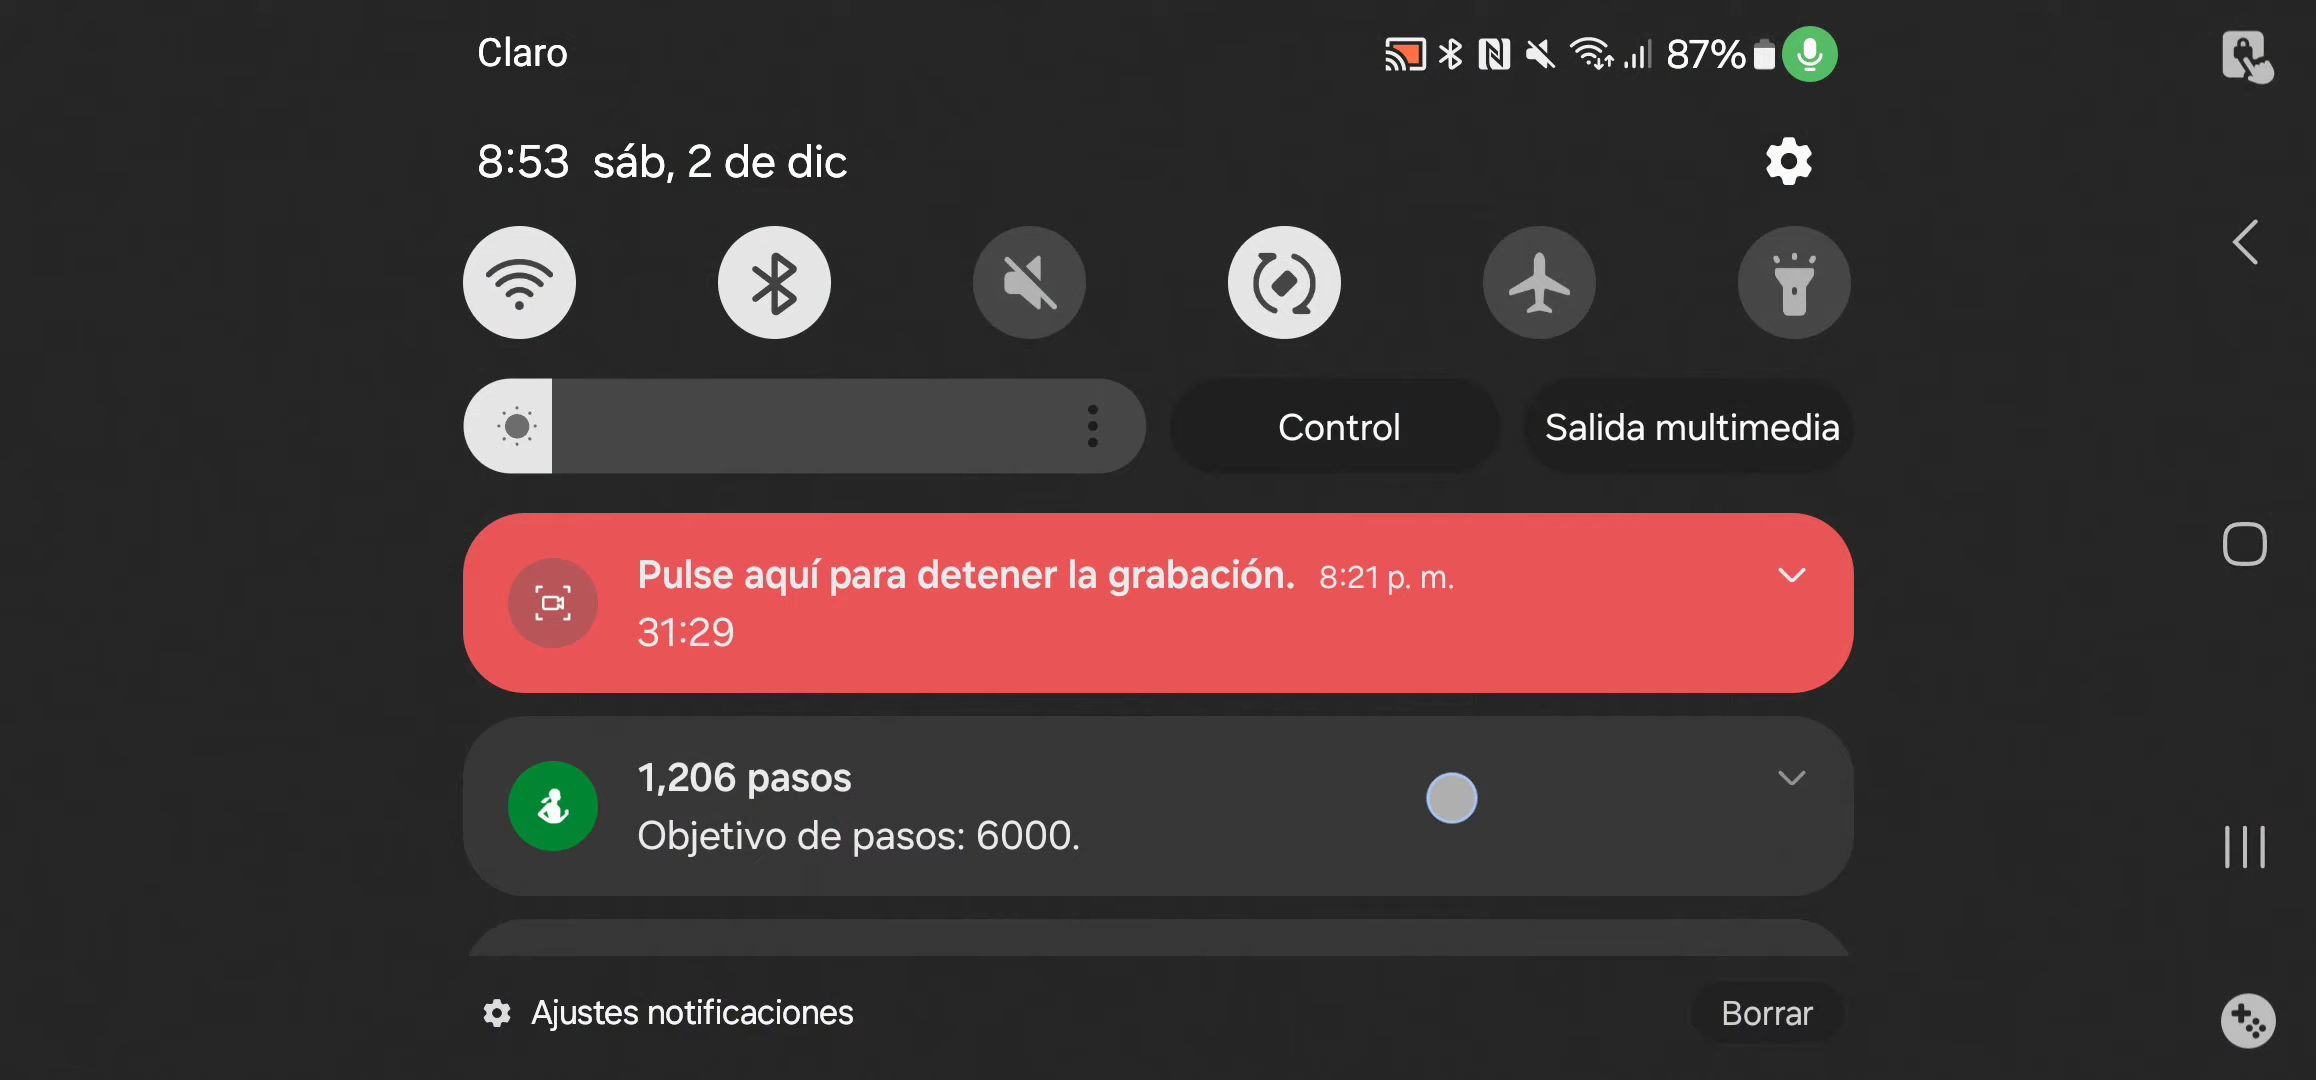 Claro
87%
8:53 sáb, 2 de dic
Control
Salida multimedia
Pulse aquí para detener la grabación. 8:21 p. m.
31:29
1,206 pasos
Objetivo de pasos: 6000.
Ajustes notificaciones
Borrar